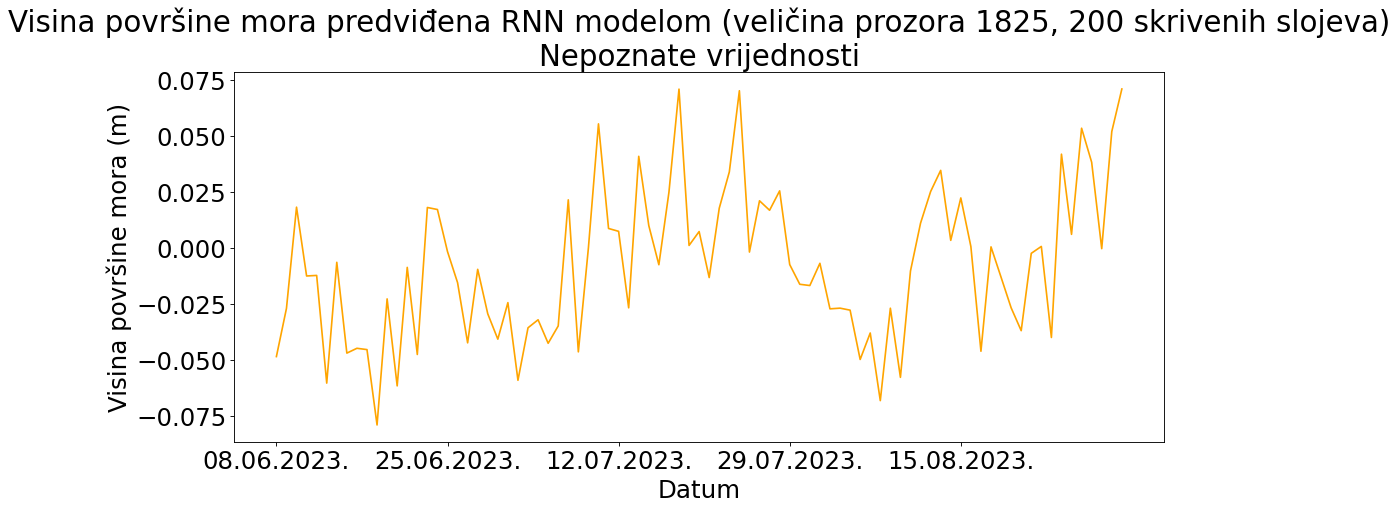 Visina površine mora predviđena RNN modelom (veličina prozora 1825, 200 skrivenih slojeva)
Nepoznate vrijednosti
Visina površine mora (m)
0.075
0.050
0.025
0.000
−0.025
−0.050
−0.075
08.06.2023. 25.06.2023. 12.07.2023. 29.07.2023. 15.08.2023.
Datum